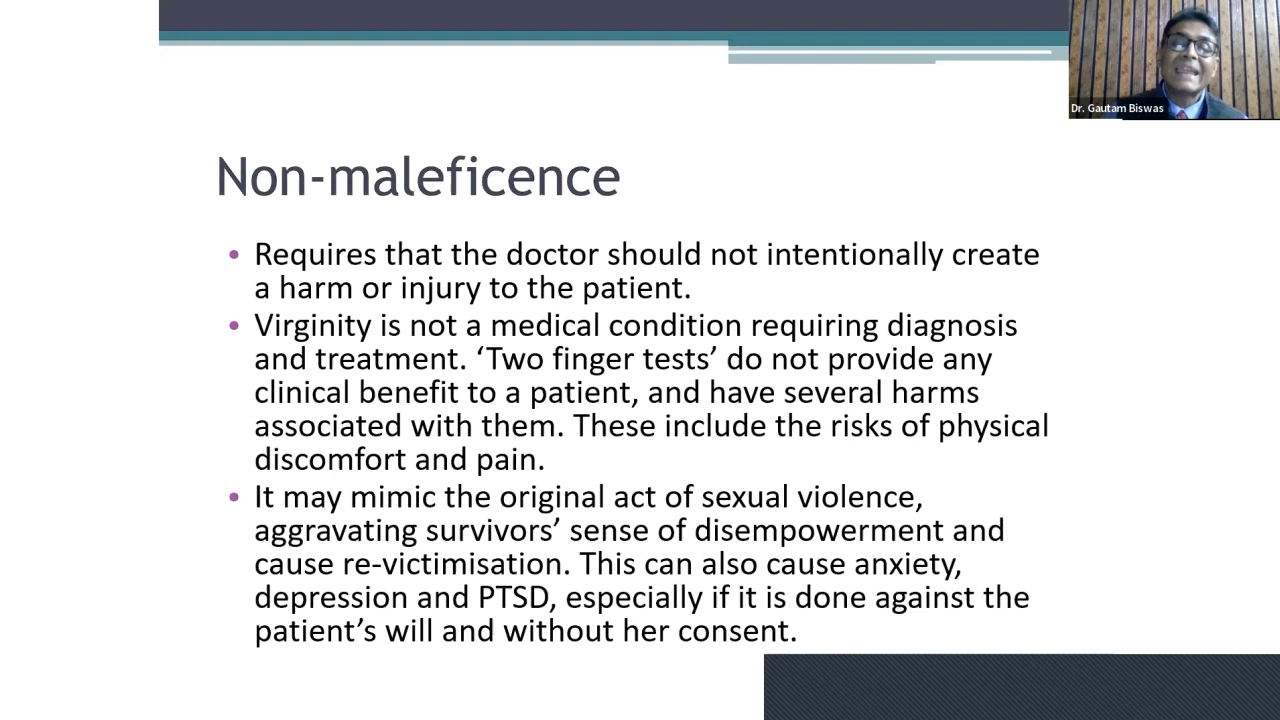 Dr. Gautam Biswas
Non-maleficence
• Requires that the doctor should not intentionally create
a harm or injury to the patient.
• Virginity is not a medical condition requiring diagnosis
and treatment. ‘Two finger tests’ do not provide any
clinical benefit to a patient, and have several harms
associated with them. These include the risks of physical
discomfort and pain.
• It may mimic the original act of sexual violence,
aggravating survivors’ sense of disempowerment and
cause re-victimisation. This can also cause anxiety,
depression and PTSD, especially if it is done against the
patient’s will and without her consent.